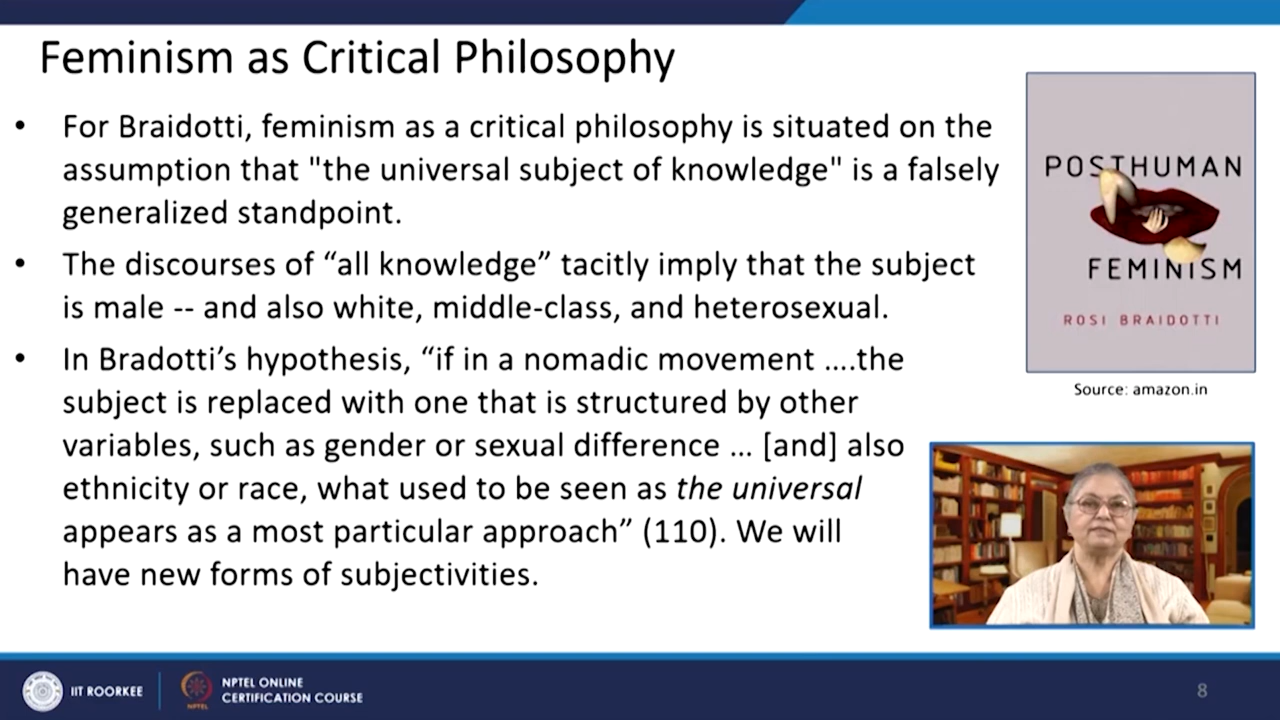 Feminism as Critical Philosophy
• For Braidotti, feminism as a critical philosophy is situated on the
assumption that "the universal subject of knowledge" is a falsely
generalized standpoint.
• The discourses of “all knowledge” tacitly imply that the subject
is male -- and also white, middle-class, and heterosexual.
• In Bradotti’s hypothesis, “if in a nomadic movement ....the
subject is replaced with one that is structured by other
variables, such as gender or sexual difference ... [and] also
ethnicity or race, what used to be seen as the universal
appears as a most particular approach” (110). We will
have new forms of subjectivities.
POSTHUMAN
FEMINISM
ROSI BRAIDOTTI
Source: amazon.in
IIT ROORKEE
NPTEL
NPTEL ONLINE
CERTIFICATION COURSE
8